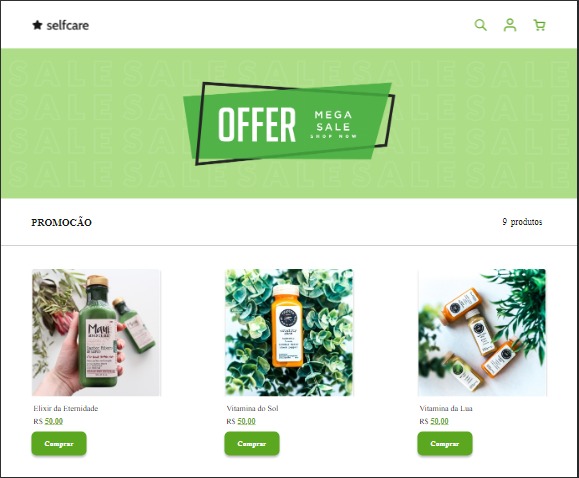 selfcare
SALE SALE SALE SALE SALE
OFFER
MEGA
SALE
SHOP NOW
PROMOCÃO
9 produtos
Maui
Elixir da Eternidade
R$ 50.00
Comprar
Vitamina do Sol
R$ 50.00
Comprar
Vitamina da Lua
R$ 50.00
Comprar